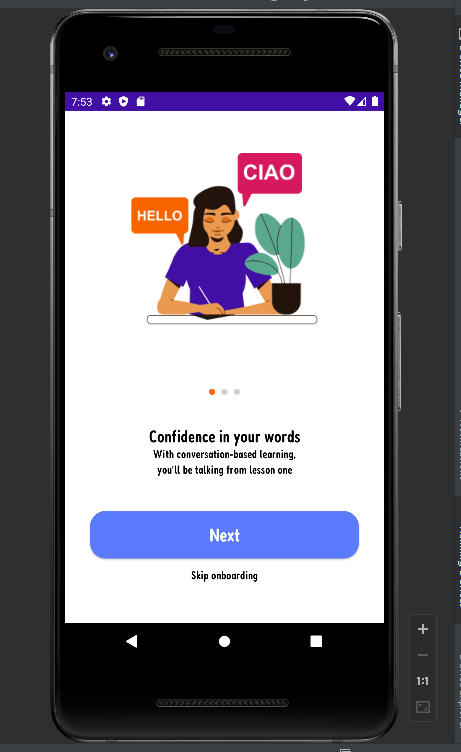 7:53
CIAO
HELLO
Confidence in your words
With conversation-based learning,
you'll be talking from lesson one
Next
Skip onboarding
1:1